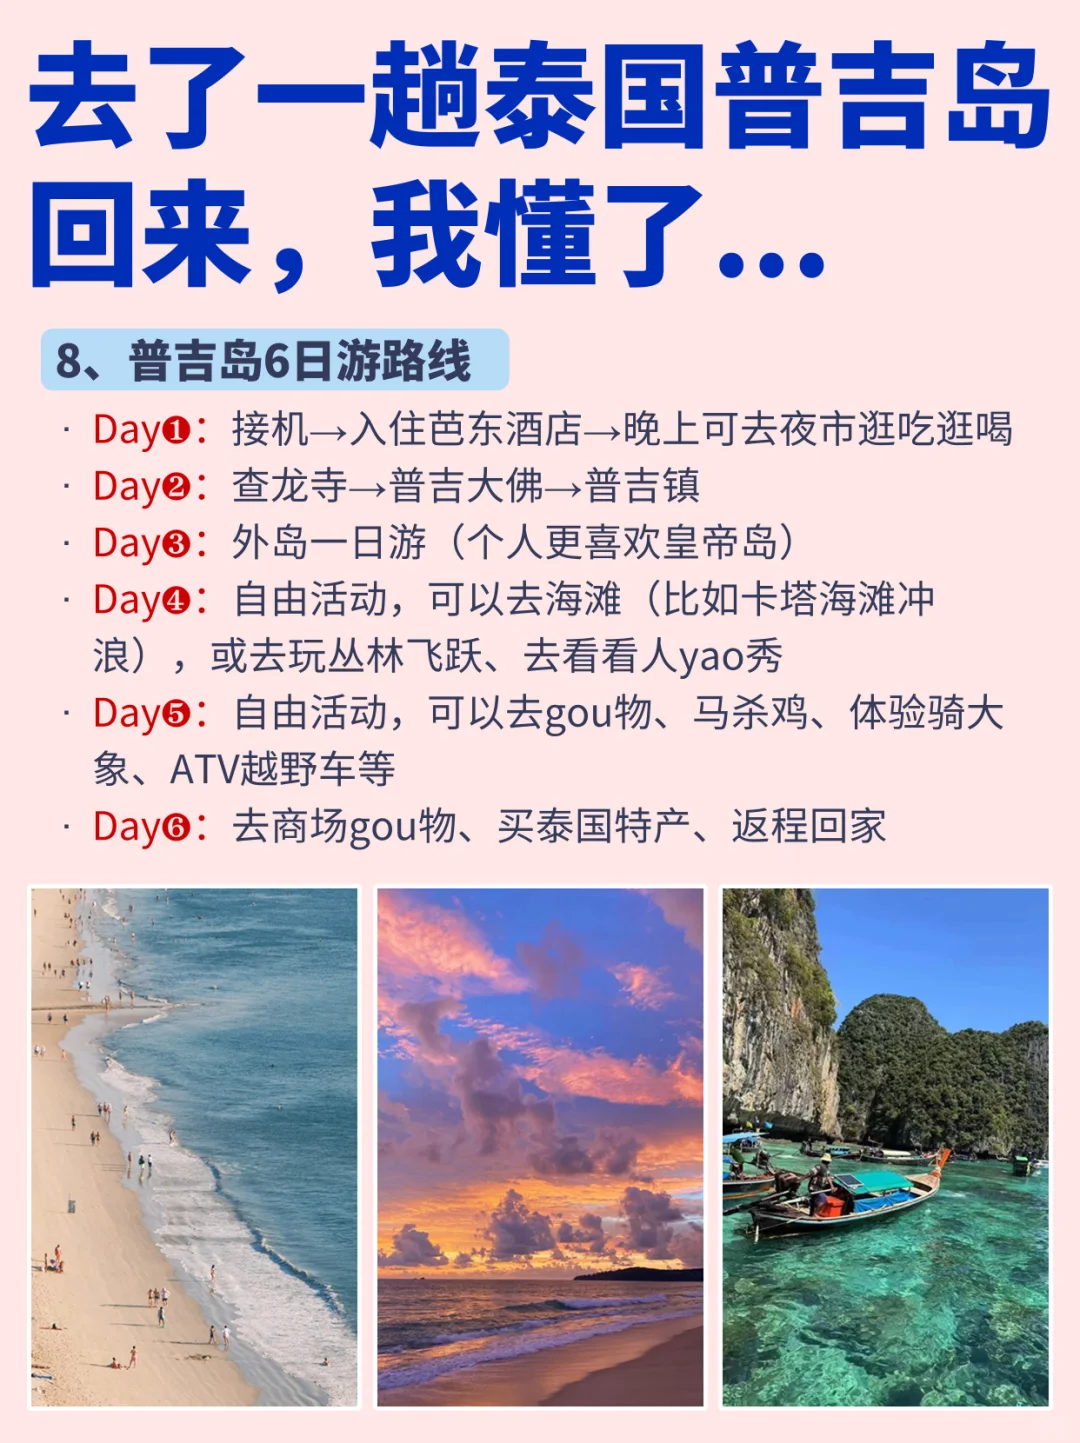 去了一趟泰国普吉岛
回来，我懂了...
8、普吉岛6日游路线
· Day❶：接机→入住芭东酒店→晚上可去夜市逛吃逛喝
· Day❷：查龙寺→普吉大佛→普吉镇
· Day❸：外岛一日游（个人更喜欢皇帝岛）
· Day❹：自由活动，可以去海滩（比如卡塔海滩冲
浪），或去玩丛林飞跃、去看看人yao秀
· Day❺：自由活动，可以去gou物、马杀鸡、体验骑大
象、ATV越野车等
· Day❻：去商场gou物、买泰国特产、返程回家